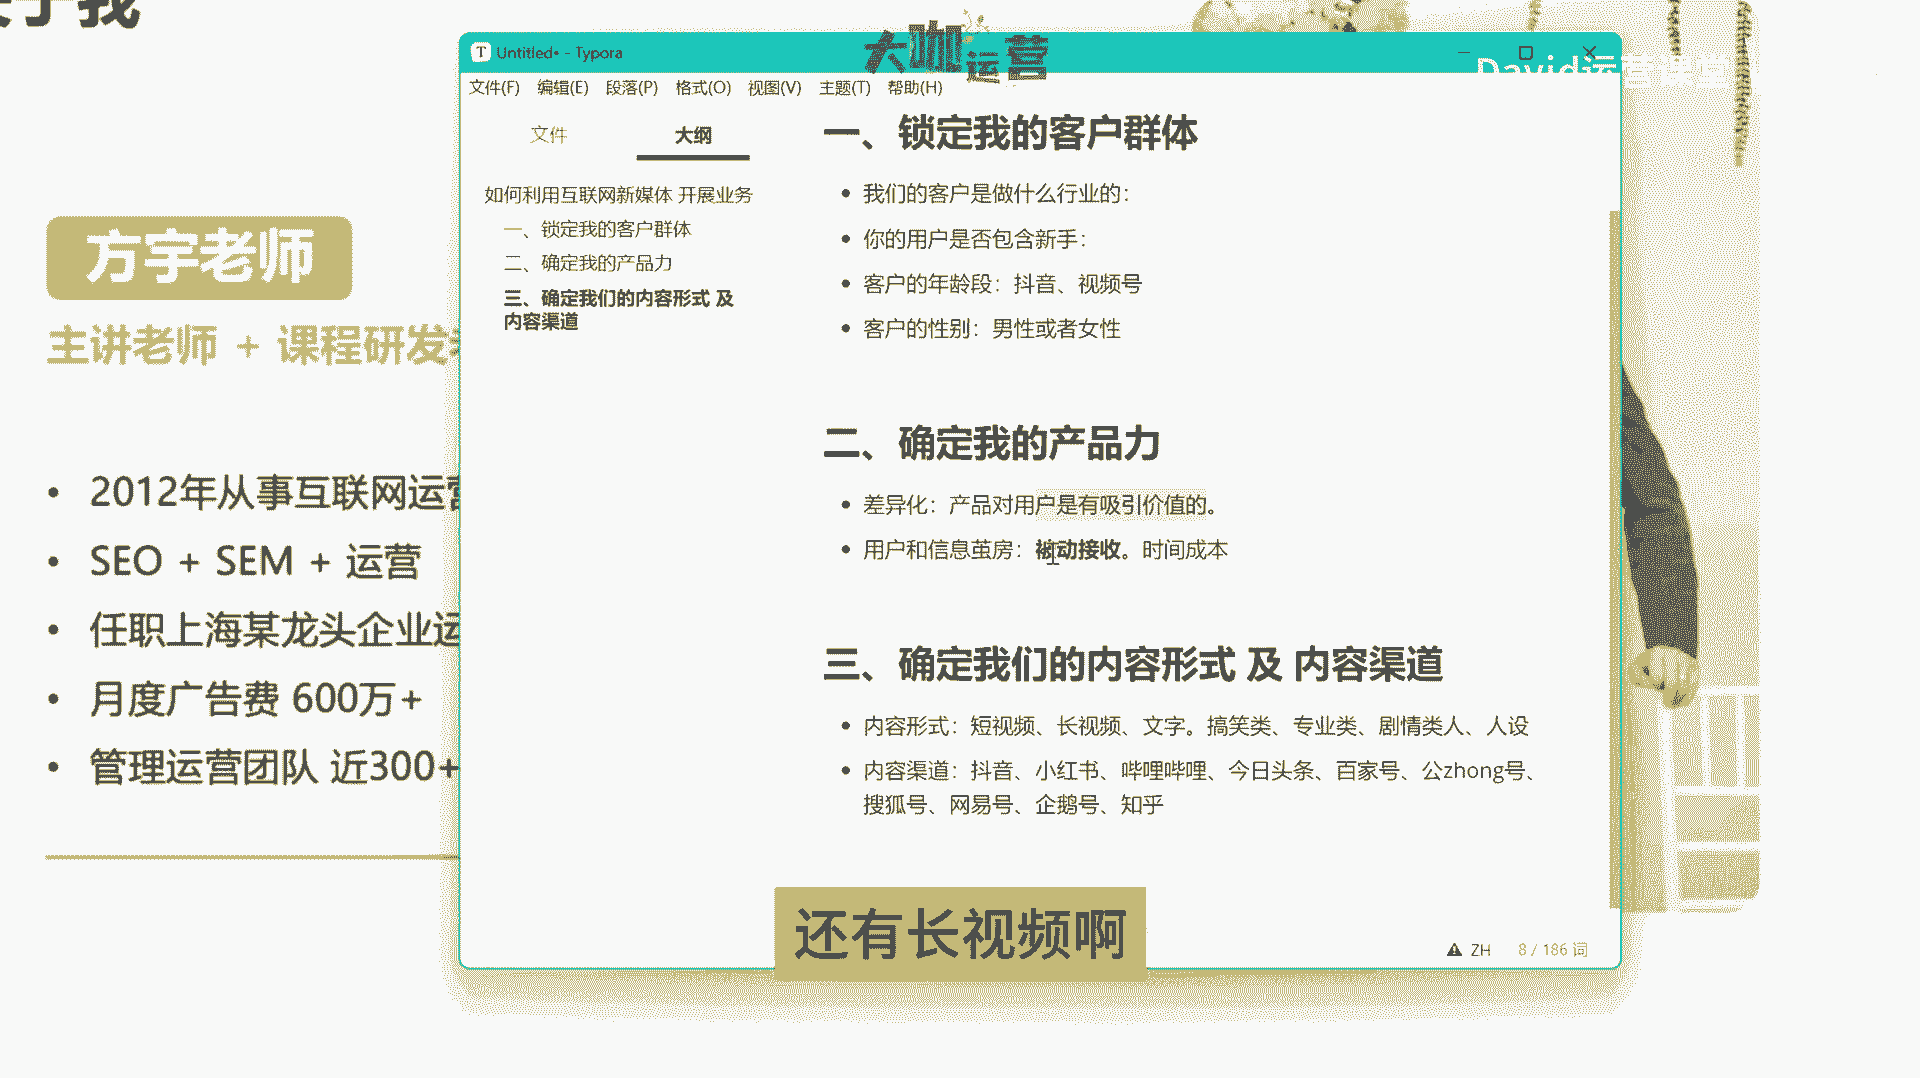 于我
大咖运营
David运营课堂
Untitled• - Typora
文件(F) 编辑(E) 段落(P) 格式(O) 视图(V) 主题(T) 帮助(H)
文件 大纲
如何利用互联网新媒体 开展业务
一、锁定我的客户群体
二、确定我的产品力
三、确定我们的内容形式 及
内容渠道
一、锁定我的客户群体
我们的客户是做什么行业的:
你的用户是否包含新手:
客户的年龄段: 抖音、视频号
客户的性别: 男性或者女性
二、确定我的产品力
差异化: 产品对用户是有吸引价值的。
用户和信息茧房: 被动接收。时间成本
三、确定我们的内容形式 及 内容渠道
内容形式: 短视频、长视频、文字。搞笑类、专业类、剧情类人、人设
内容渠道: 抖音、小红书、哔哩哔哩、今日头条、百家号、公zhong号、
搜狐号、网易号、企鹅号、知乎
ZH 8 / 186 词
方宇老师
主讲老师 + 课程研发
• 2012年从事互联网运营
• SEO + SEM + 运营
• 任职上海某龙头企业运
• 月度广告费 600万+
• 管理运营团队 近300+
还有长视频啊